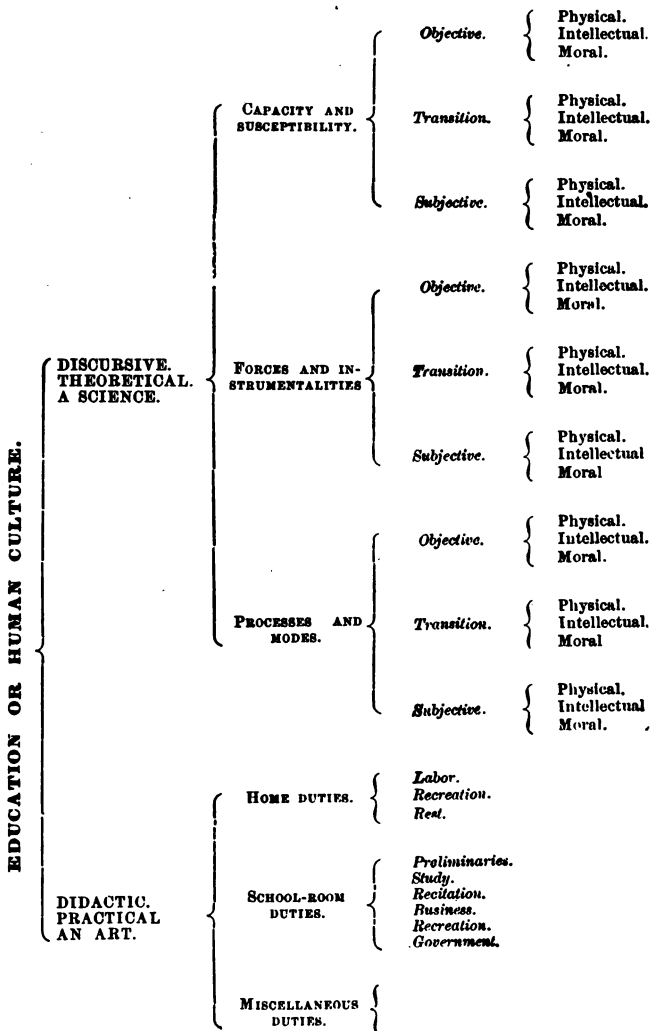 EDUCATION OR HUMAN CULTURE.
DISCURSIVE.
THEORETICAL.
A SCIENCE.
CAPACITY AND
SUSCEPTIBILITY.
Objective.
Physical.
Intellectual.
Moral.
Transition.
Physical.
Intellectual.
Moral.
Subjective.
Physical.
Intellectual.
Moral.
FORCES AND IN-
STRUMENTALITIES
Objective.
Physical.
Intellectual.
Moral.
Transition.
Physical.
Intellectual.
Moral.
Subjective.
Physical.
Intellectual
Moral
PROCESSES AND
MODES.
Objective.
Physical.
Intellectual.
Moral.
Transition.
Physical.
Intellectual.
Moral
Subjective.
Physical.
Intellectual
Moral.
DIDACTIC.
PRACTICAL
AN ART.
HOME DUTIES.
Labor.
Recreation.
Rest.
SCHOOL-ROOM
DUTIES.
Preliminaries.
Study.
Recitation.
Business.
Recreation.
Government.
MISCELLANEOUS
DUTIES.